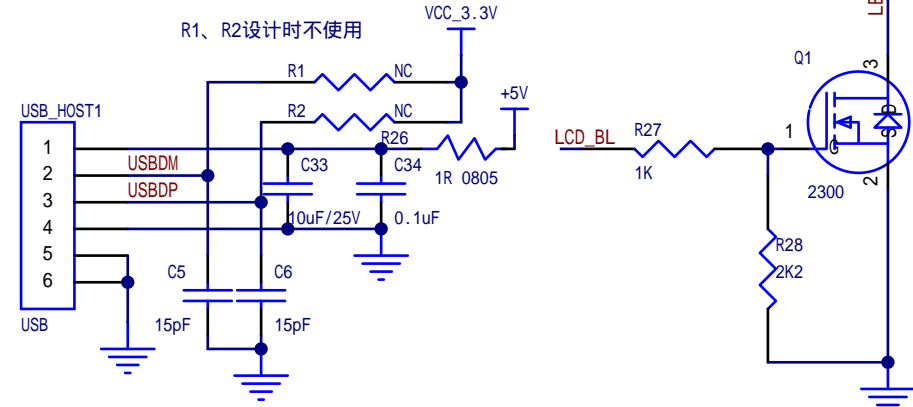 VCC_3.3V
R1、R2设计时不使用
R1
NC
R2
NC
+5V
USB_HOST1
1
2
3
4
5
6
USB
USBDM
USBDP
R26
1R 0805
C33
10uF/25V
C34
0.1uF
C5
15pF
C6
15pF
LCD_BL
R27
1K
1
G
Q1
3
D
S
2
2300
R28
2K2